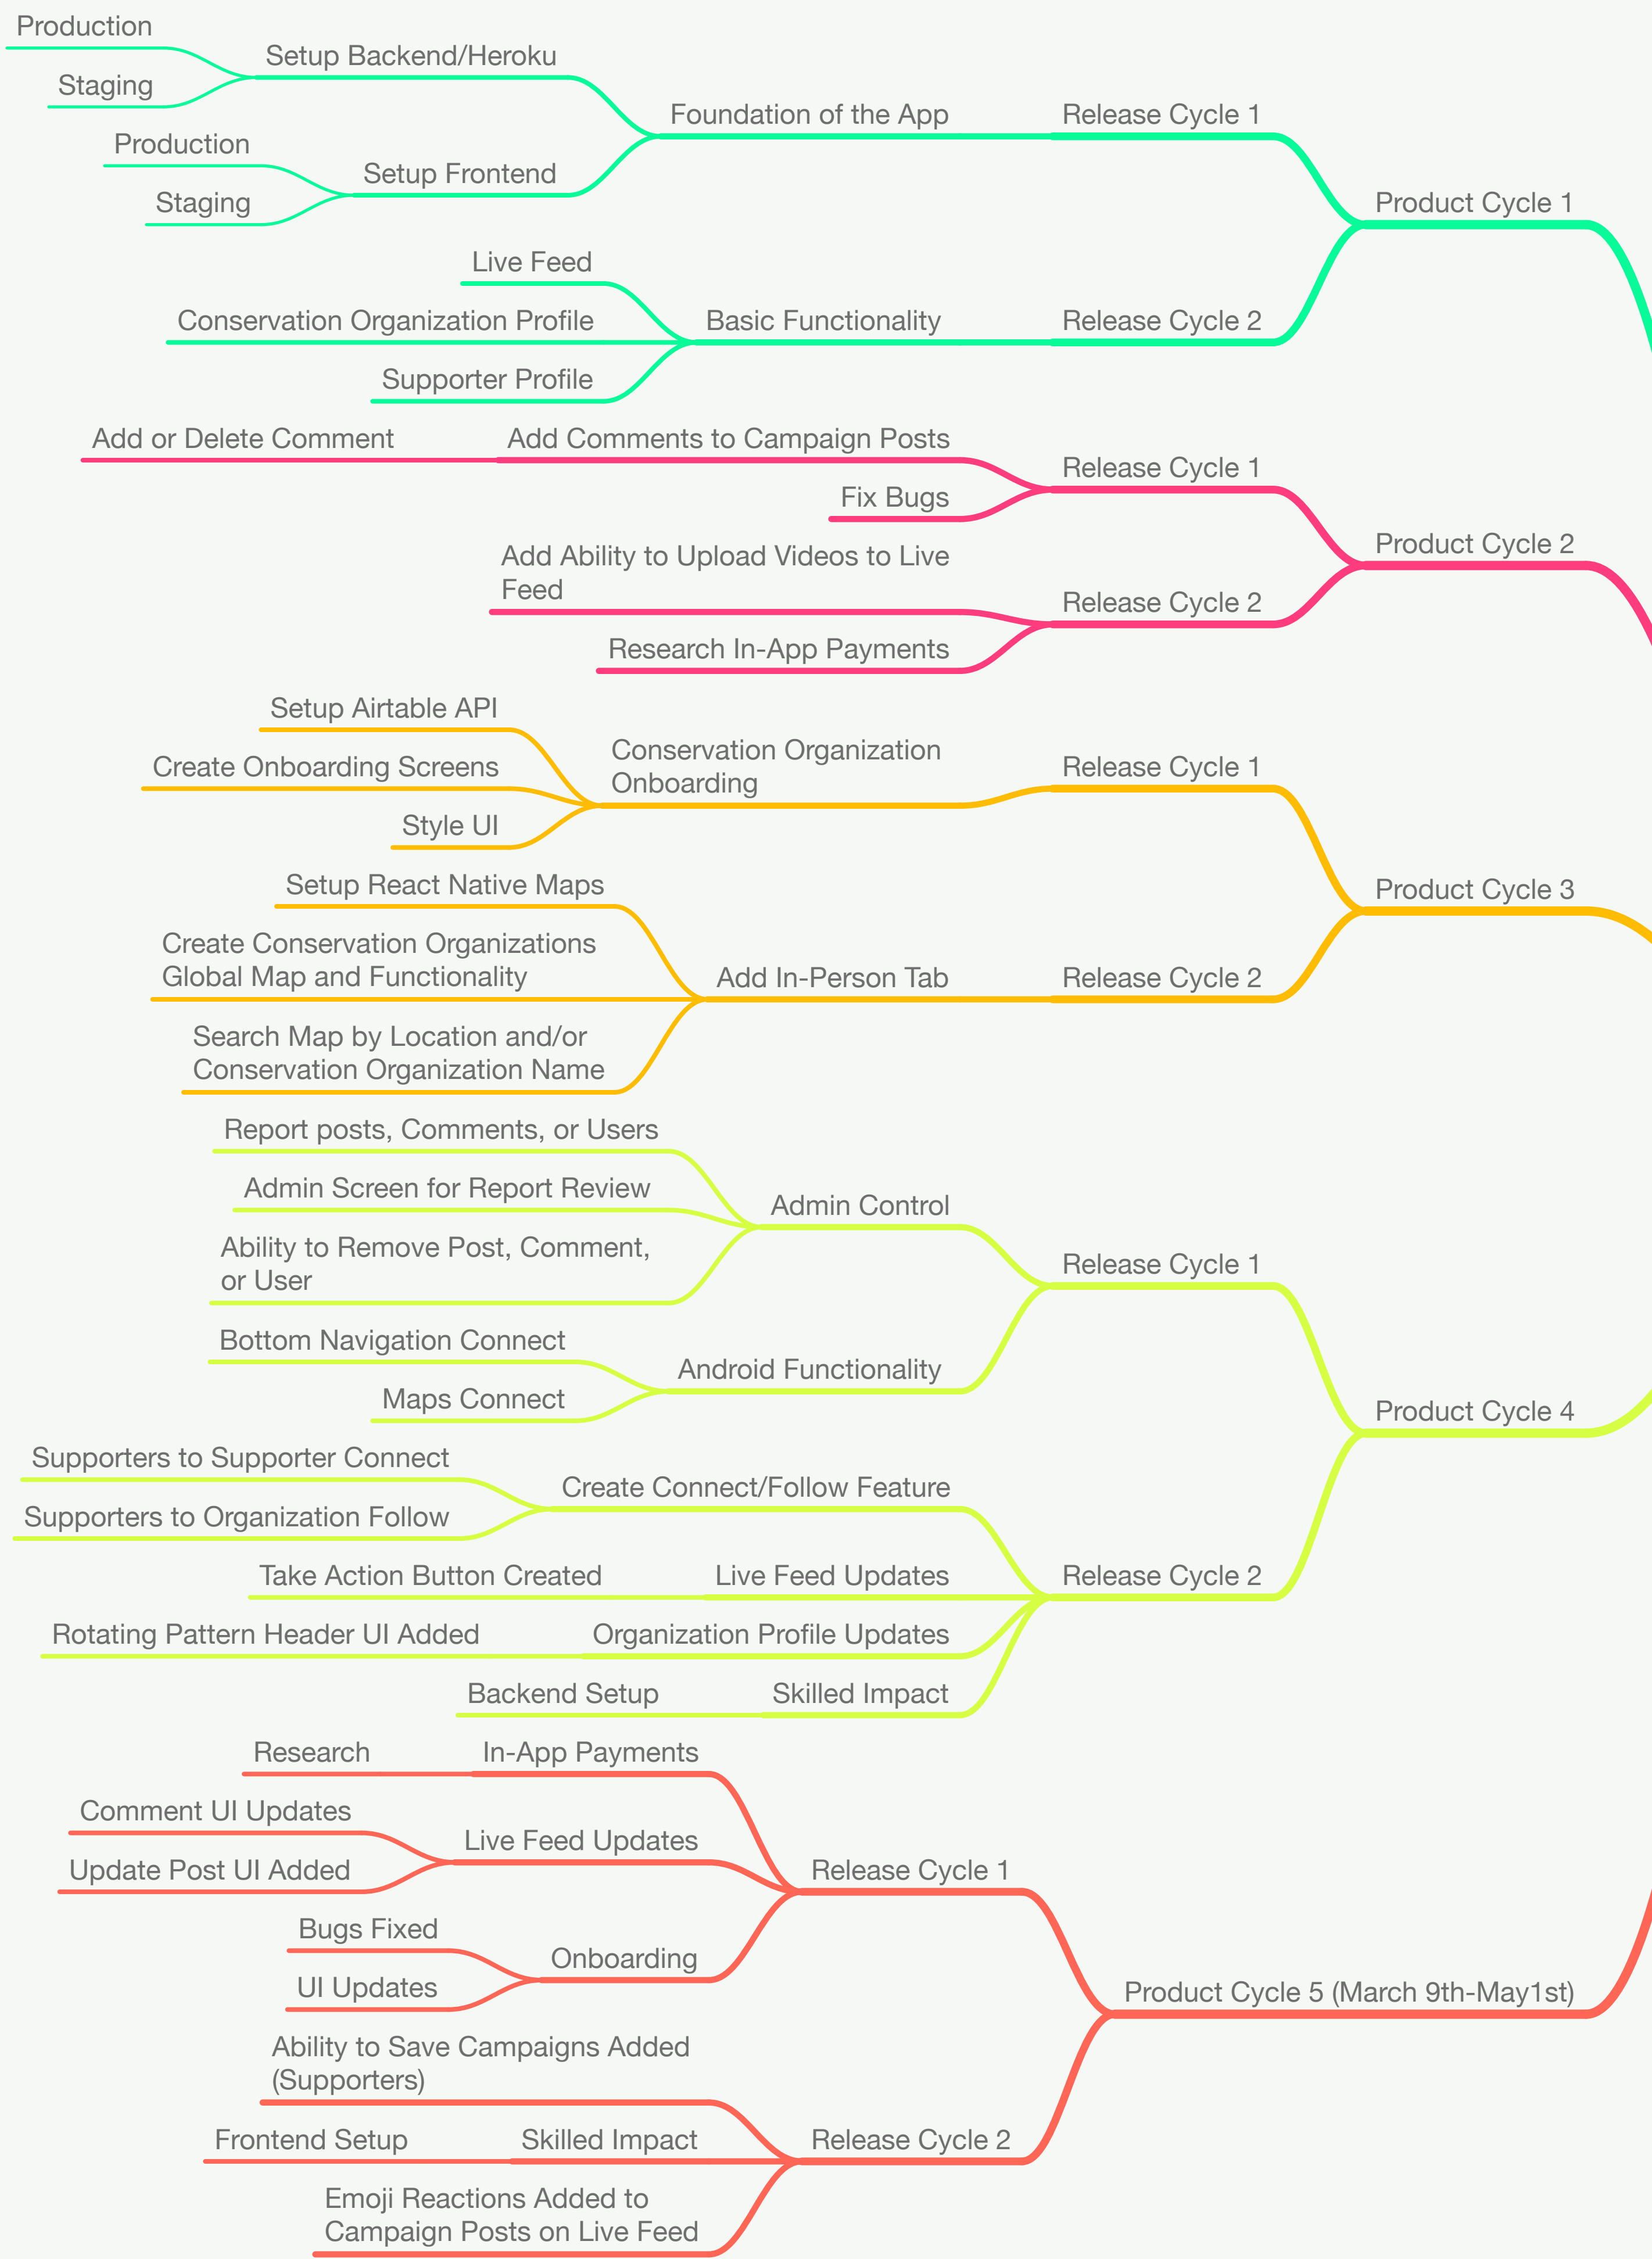 Production
Setup Backend/Heroku
Staging
Foundation of the App
Release Cycle 1
Production
Setup Frontend
Staging
Product Cycle 1
Live Feed
Conservation Organization Profile
Basic Functionality
Release Cycle 2
Supporter Profile
Add or Delete Comment
Add Comments to Campaign Posts
Release Cycle 1
Fix Bugs
Product Cycle 2
Add Ability to Upload Videos to Live
Feed
Release Cycle 2
Research In-App Payments
Setup Airtable API
Create Onboarding Screens
Conservation Organization
Onboarding
Release Cycle 1
Style UI
Product Cycle 3
Setup React Native Maps
Create Conservation Organizations
Global Map and Functionality
Add In-Person Tab
Release Cycle 2
Search Map by Location and/or
Conservation Organization Name
Report posts, Comments, or Users
Admin Screen for Report Review
Admin Control
Ability to Remove Post, Comment,
or User
Release Cycle 1
Bottom Navigation Connect
Android Functionality
Maps Connect
Product Cycle 4
Supporters to Supporter Connect
Create Connect/Follow Feature
Supporters to Organization Follow
Take Action Button Created
Live Feed Updates
Release Cycle 2
Rotating Pattern Header UI Added
Organization Profile Updates
Backend Setup
Skilled Impact
Research
In-App Payments
Comment UI Updates
Live Feed Updates
Update Post UI Added
Release Cycle 1
Bugs Fixed
Onboarding
UI Updates
Product Cycle 5 (March 9th-May1st)
Ability to Save Campaigns Added
(Supporters)
Frontend Setup
Skilled Impact
Release Cycle 2
Emoji Reactions Added to
Campaign Posts on Live Feed